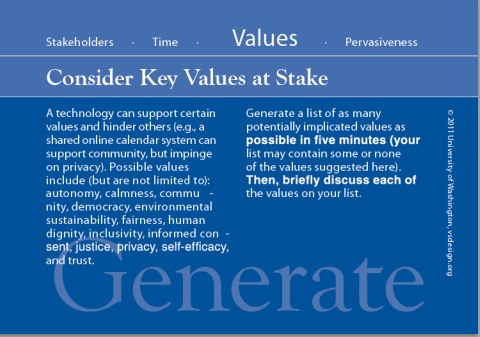 Stakeholders · Time · Values · Pervasiveness
Consider Key Values at Stake
A technology can support certain
values and hinder others (e.g., a
shared online calendar system can
support community, but impinge
on privacy). Possible values
include (but are not limited to):
autonomy, calmness, commu -
nity, democracy, environmental
sustainability, fairness, human
dignity, inclusivity, informed con -
sent, justice, privacy, self-efficacy,
and trust.
Generate a list of as many
potentially implicated values as
possible in five minutes (your
list may contain some or none
of the values suggested here).
Then, briefly discuss each of
the values on your list.
© 2011 University of Washington, vsdesign.org
Generate